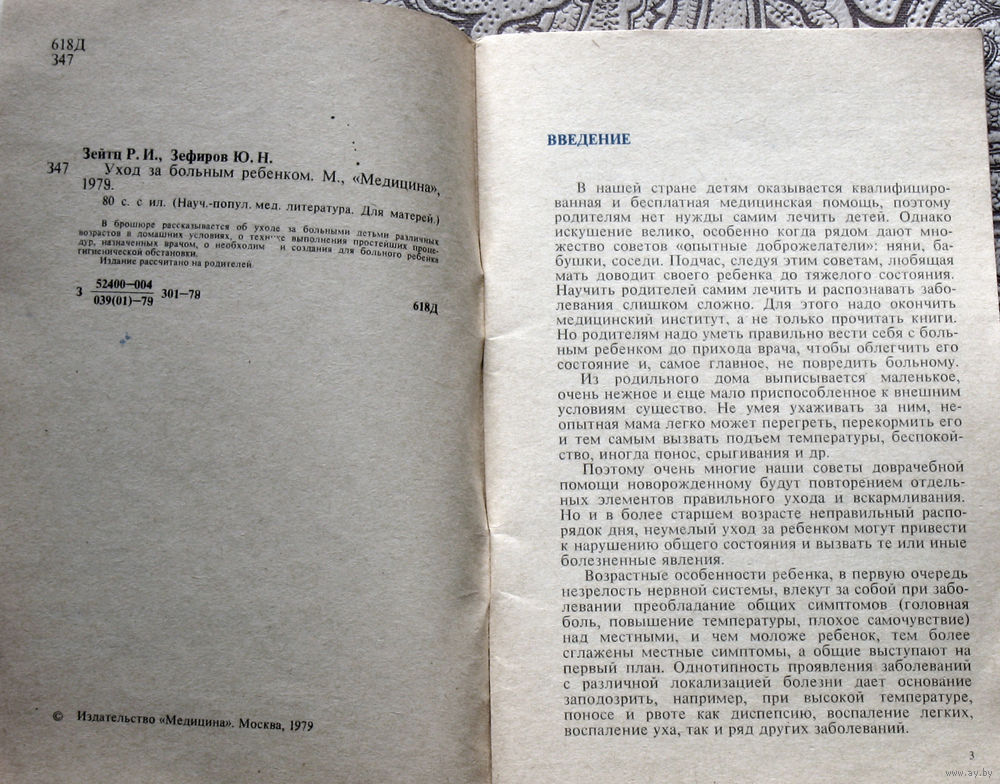 618Д
347
Зейтц Р. И., Зефиров Ю. Н.
347 Уход за больным ребенком. М., «Медицина»,
1979.
80 с. с ил. (Науч.-попул. мед. литература. Для матерей.)
В брошюре рассказывается об уходе за больными детьми различных
возрастов в домашних условиях, о технике выполнения простейших проце-
дур, назначенных врачом, о необходим и создания для больного ребенка
гигиенической обстановки.
Издание рассчитано на родителей.
52400—004
З 301—78
039(01)—79
618Д
© Издательство «Медицина». Москва, 1979
ВВЕДЕНИЕ
В нашей стране детям оказывается квалифициро-
ванная и бесплатная медицинская помощь, поэтому
родителям нет нужды самим лечить детей. Однако
искушение велико, особенно когда рядом дают мно-
жество советов «опытные доброжелатели»: няни, ба-
бушки, соседи. Подчас, следуя этим советам, любящая
мать доводит своего ребенка до тяжелого состояния.
Научить родителей самим лечить и распознавать забо-
левания слишком сложно. Для этого надо окончить
медицинский институт, а не только прочитать книги.
Но родителям надо уметь правильно вести себя с боль-
ным ребенком до прихода врача, чтобы облегчить его
состояние и, самое главное, не повредить больному.
Из родильного дома выписывается маленькое,
очень нежное и еще мало приспособленное к внешним
условиям существо. Не умея ухаживать за ним, не-
опытная мама легко может перегреть, перекормить его
и тем самым вызвать подъем температуры, беспокой-
ство, иногда понос, срыгивания и др.
Поэтому очень многие наши советы доврачебной
помощи новорожденному будут повторением отдель-
ных элементов правильного ухода и вскармливания.
Но и в более старшем возрасте неправильный распо-
рядок дня, неумелый уход за ребенком могут привести
к нарушению общего состояния и вызвать те или иные
болезненные явления.
Возрастные особенности ребенка, в первую очередь
незрелость нервной системы, влекут за собой при забо-
левании преобладание общих симптомов (головная
боль, повышение температуры, плохое самочувствие)
над местными, и чем моложе ребенок, тем более
сглажены местные симптомы, а общие выступают на
первый план. Однотипность проявления заболеваний
с различной локализацией болезни дает основание
заподозрить, например, при высокой температуре,
поносе и рвоте как диспепсию, воспаление легких,
воспаление уха, так и ряд других заболеваний.
3
www.ay.by